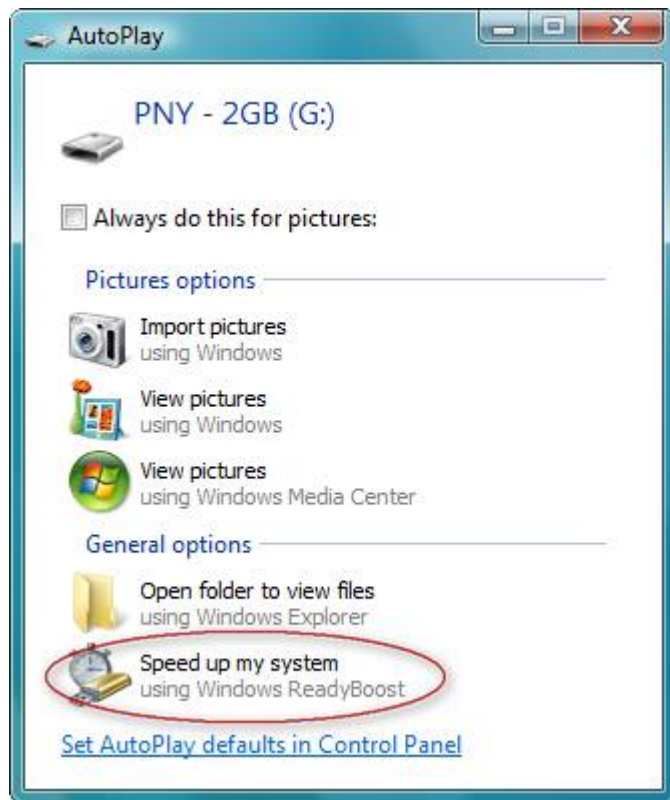 AutoPlay
PNY - 2GB (G:)
Always do this for pictures:
Pictures options
Import pictures
using Windows
View pictures
using Windows
View pictures
using Windows Media Center
General options
Open folder to view files
using Windows Explorer
Speed up my system
using Windows ReadyBoost
Set AutoPlay defaults in Control Panel